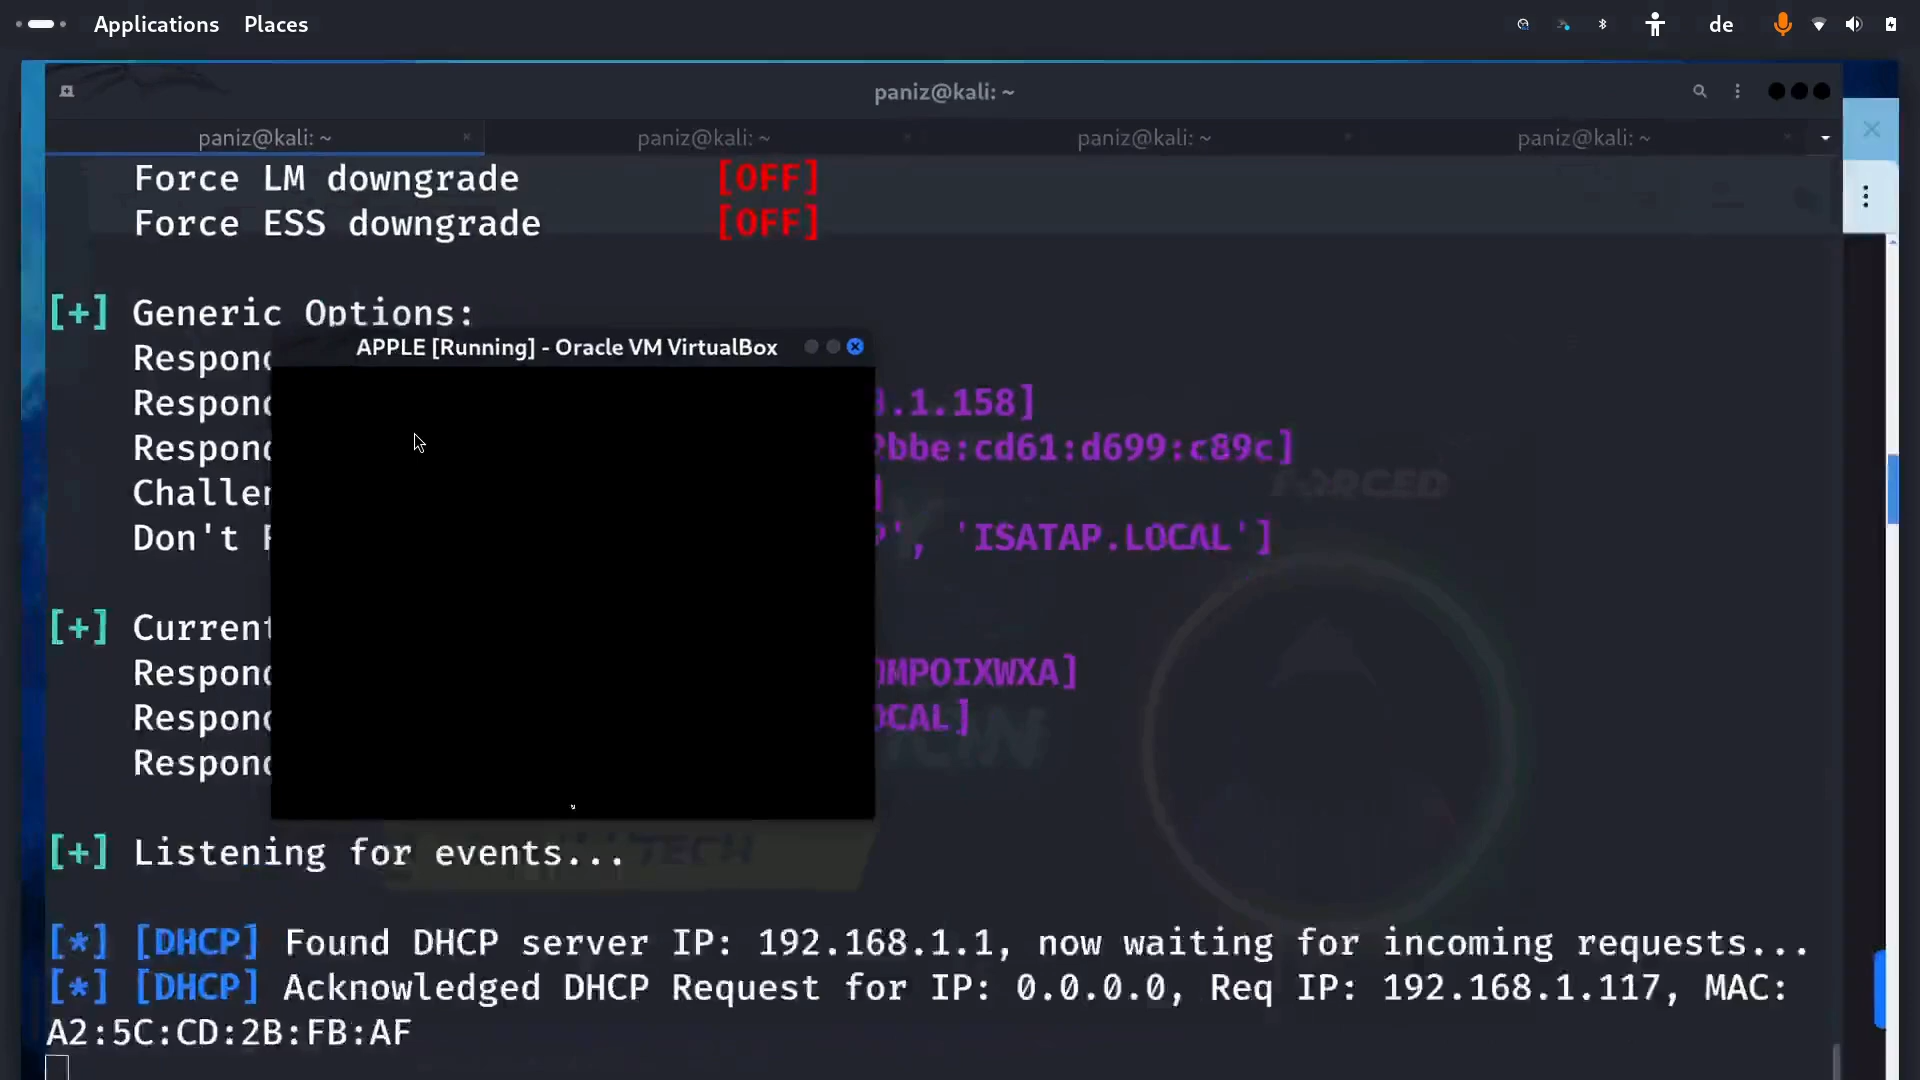 Applications Places de
paniz@kali: ~
paniz@kali: ~ paniz@kali: ~ paniz@kali: ~ paniz@kali: ~
Force LM downgrade [OFF]
Force ESS downgrade [OFF]
[+] Generic Options:
APPLE [Running] - Oracle VM VirtualBox
Respond
Respond .1.158]
Respond bbe:cd61:d699:c89c]
Challen ]
Don't ', 'ISATAP.LOCAL']
FORCED
[+] Current
Respond MPOIXWXA]
Respond OCAL]
Respond
TECH
[+] Listening for events...
[*] [DHCP] Found DHCP server IP: 192.168.1.1, now waiting for incoming requests...
[*] [DHCP] Acknowledged DHCP Request for IP: 0.0.0.0, Req IP: 192.168.1.117, MAC:
A2:5C:CD:2B:FB:AF